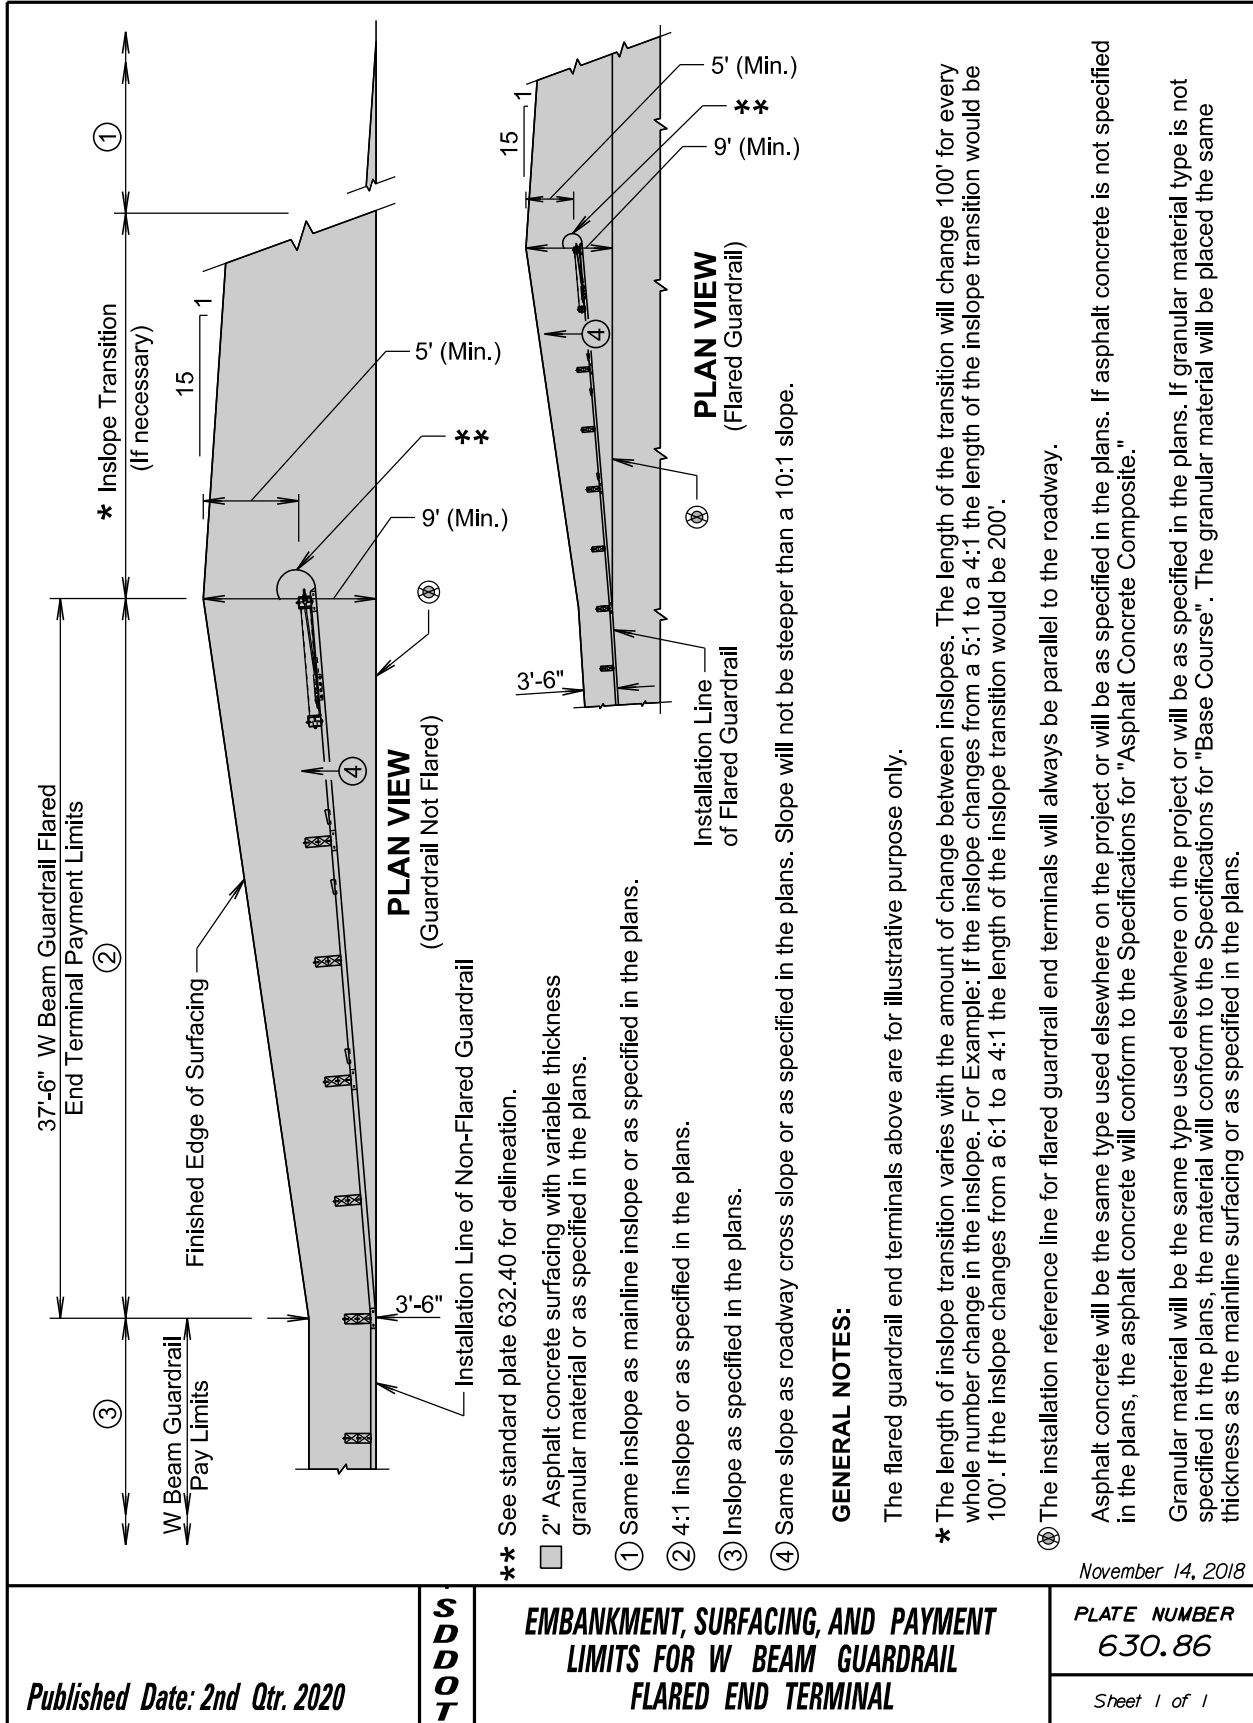 37'-6" W Beam Guardrail Flared
End Terminal Payment Limits
* Inslope Transition
(If necessary)
1
2
3
W Beam Guardrail
Pay Limits
Finished Edge of Surfacing
15
1
5' (Min.)
**
9' (Min.)
4
3'-6"
PLAN VIEW
(Guardrail Not Flared)
Installation Line of Non-Flared Guardrail
15
1
5' (Min.)
**
9' (Min.)
4
3'-6"
PLAN VIEW
(Flared Guardrail)
Installation Line
of Flared Guardrail
** See standard plate 632.40 for delineation.
2" Asphalt concrete surfacing with variable thickness
granular material or as specified in the plans.
1 Same inslope as mainline inslope or as specified in the plans.
2 4:1 inslope or as specified in the plans.
3 Inslope as specified in the plans.
4 Same slope as roadway cross slope or as specified in the plans. Slope will not be steeper than a 10:1 slope.
GENERAL NOTES:
The flared guardrail end terminals above are for illustrative purpose only.
* The length of inslope transition varies with the amount of change between inslopes. The length of the transition will change 100' for every
whole number change in the inslope. For Example: If the inslope changes from a 5:1 to a 4:1 the length of the inslope transition would be
100'. If the inslope changes from a 6:1 to a 4:1 the length of the inslope transition would be 200'.
The installation reference line for flared guardrail end terminals will always be parallel to the roadway.
Asphalt concrete will be the same type used elsewhere on the project or will be as specified in the plans. If asphalt concrete is not specified
in the plans, the asphalt concrete will conform to the Specifications for "Asphalt Concrete Composite."
Granular material will be the same type used elsewhere on the project or will be as specified in the plans. If granular material type is not
specified in the plans, the material will conform to the Specifications for "Base Course". The granular material will be placed the same
thickness as the mainline surfacing or as specified in the plans.
November 14, 2018
Published Date: 2nd Qtr. 2020
SDDOT
EMBANKMENT, SURFACING, AND PAYMENT
LIMITS FOR W BEAM GUARDRAIL
FLARED END TERMINAL
PLATE NUMBER
630.86
Sheet 1 of 1